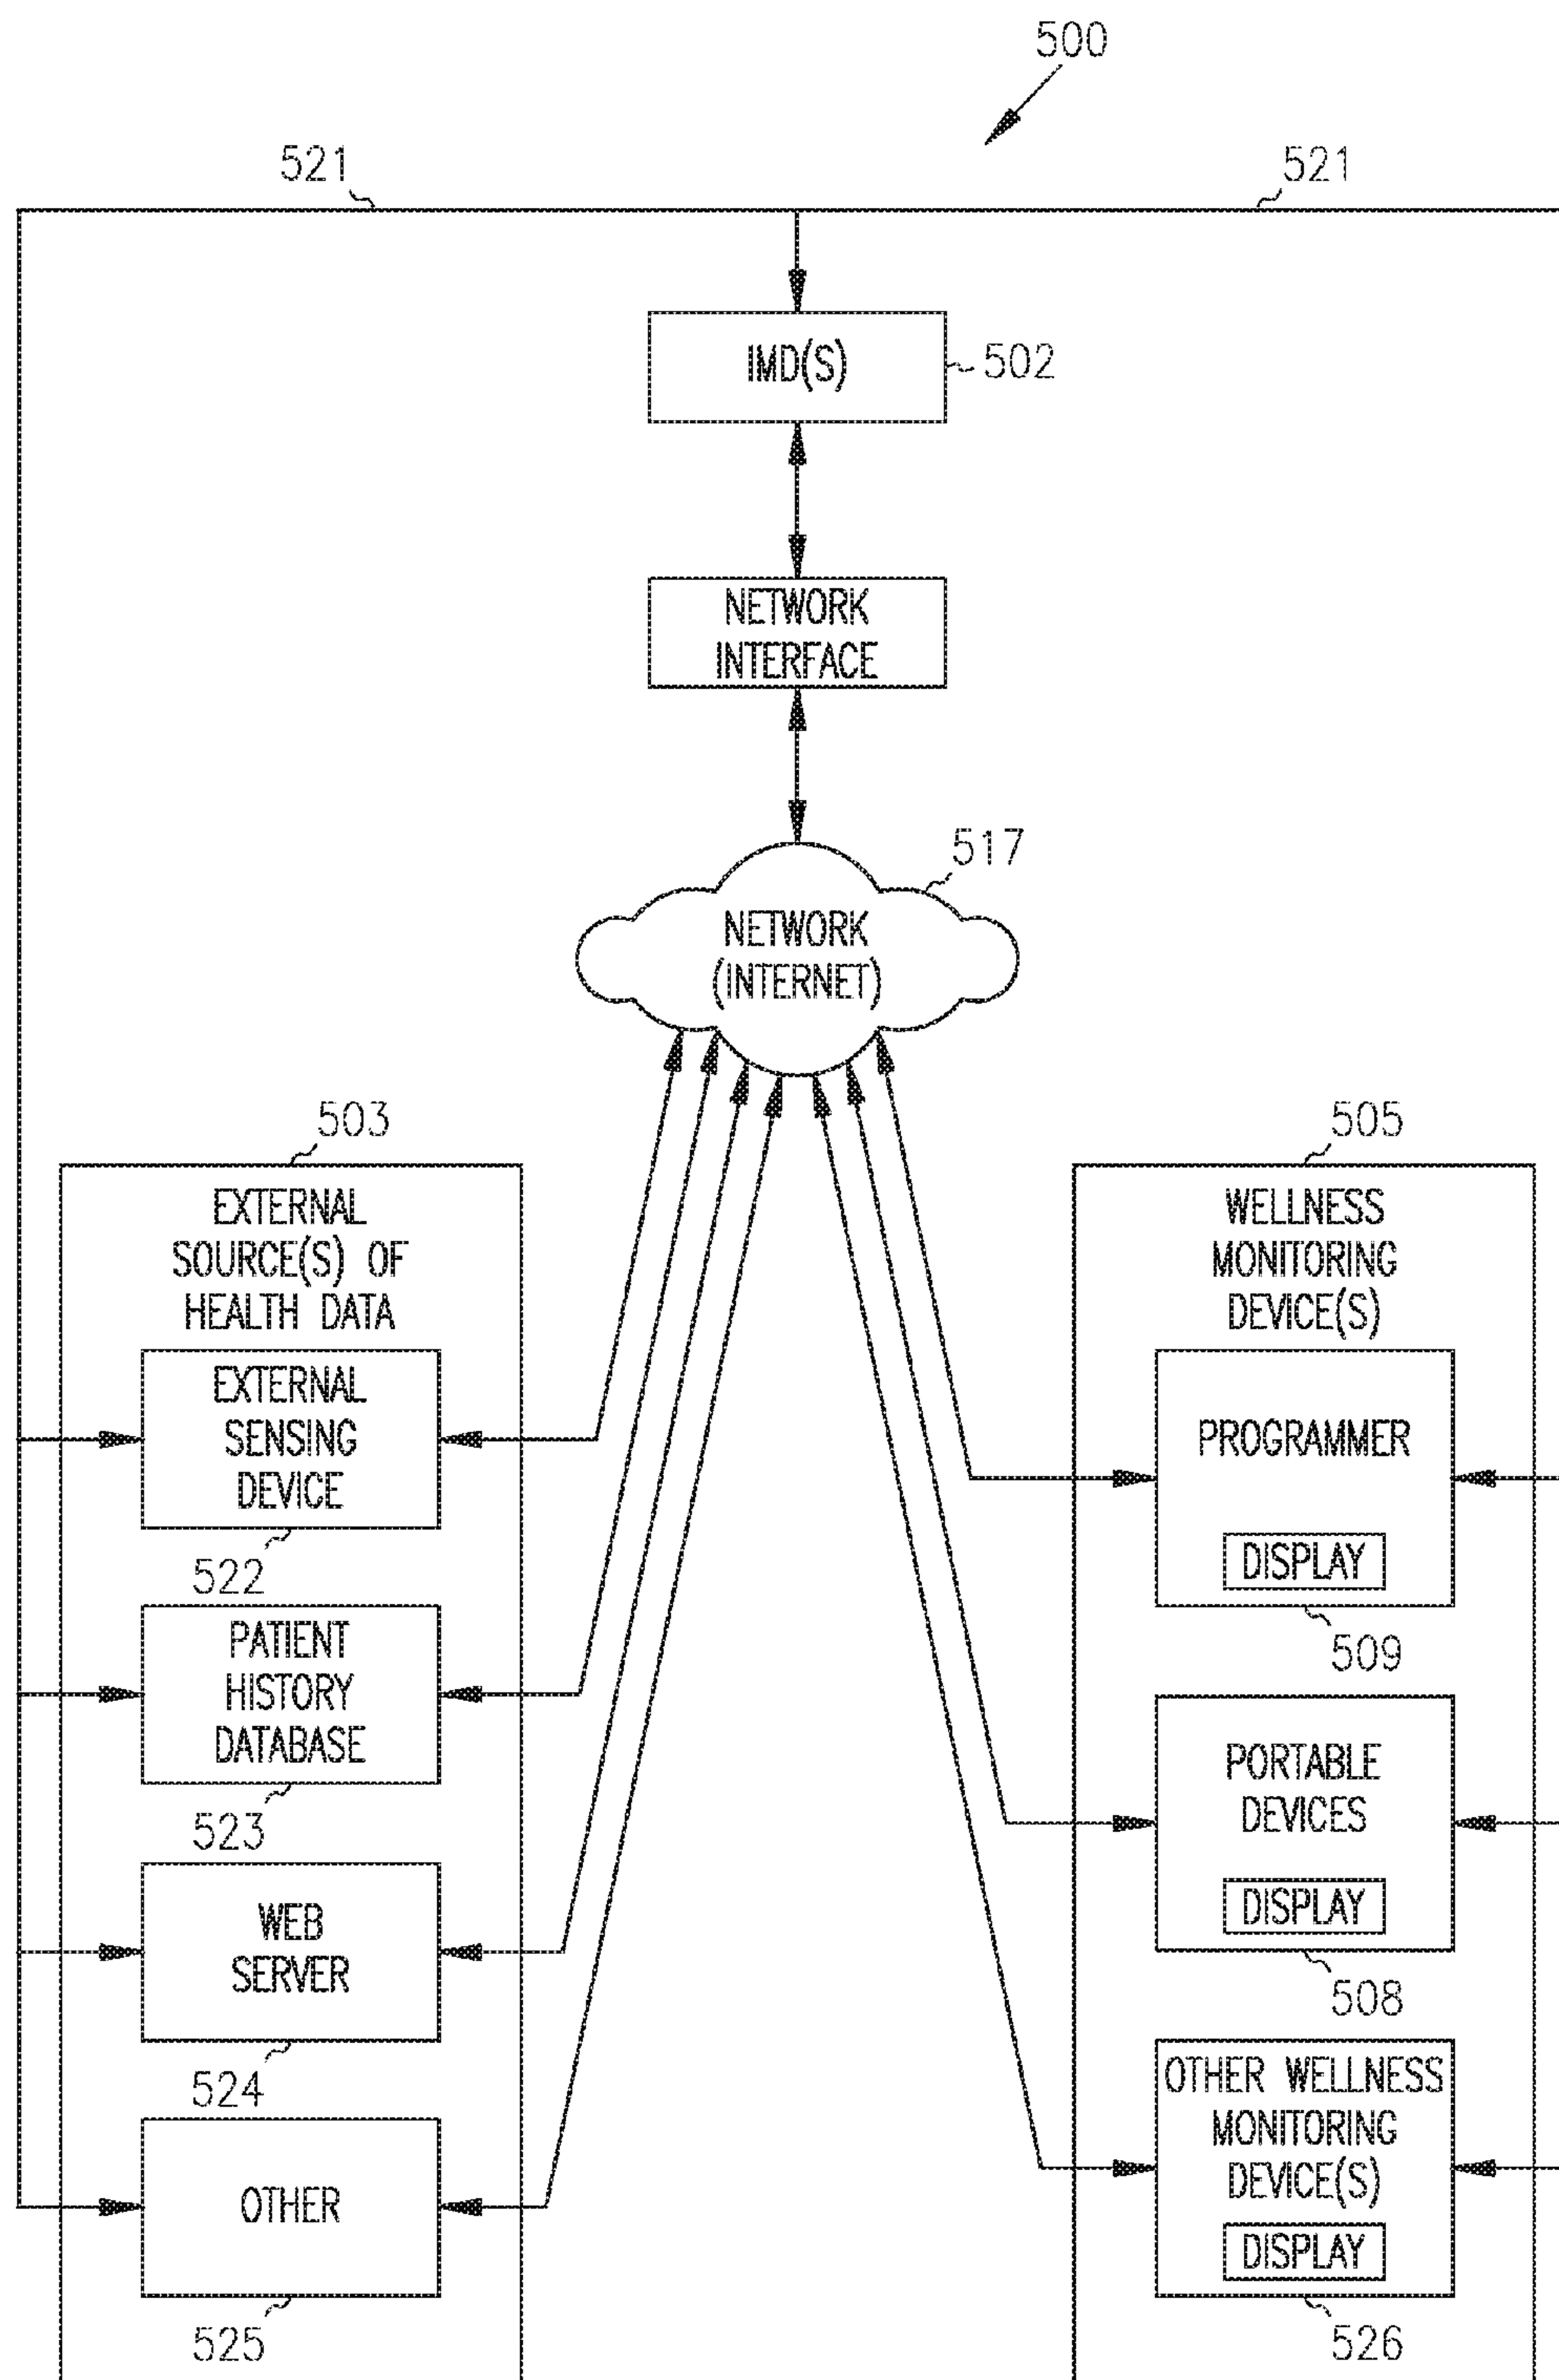 500
521
521
IMD(S)
502
NETWORK
INTERFACE
517
NETWORK
(INTERNET)
503
EXTERNAL
SOURCE(S) OF
HEALTH DATA
EXTERNAL
SENSING
DEVICE
522
PATIENT
HISTORY
DATABASE
523
WEB
SERVER
524
OTHER
525
505
WELLNESS
MONITORING
DEVICE(S)
PROGRAMMER
DISPLAY
509
PORTABLE
DEVICES
DISPLAY
508
OTHER WELLNESS
MONITORING
DEVICE(S)
DISPLAY
526